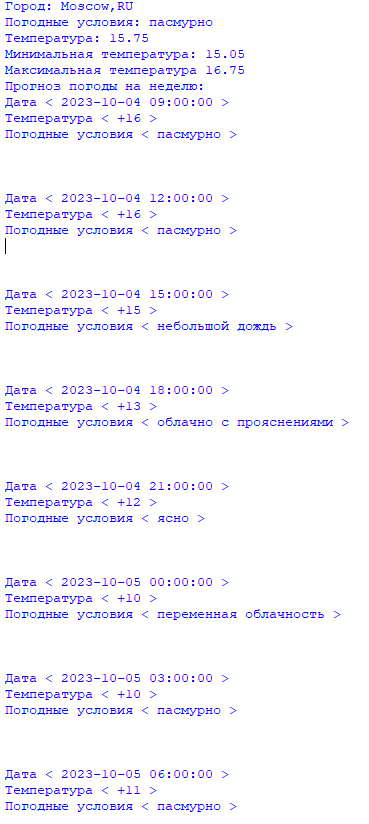 Город: Moscow,RU
Погодные условия: пасмурно
Температура: 15.75
Минимальная температура: 15.05
Максимальная температура 16.75
Прогноз погоды на неделю:
Дата < 2023-10-04 09:00:00 >
Температура < +16 >
Погодные условия < пасмурно >
Дата < 2023-10-04 12:00:00 >
Температура < +16 >
Погодные условия < пасмурно >
Дата < 2023-10-04 15:00:00 >
Температура < +15 >
Погодные условия < небольшой дождь >
Дата < 2023-10-04 18:00:00 >
Температура < +13 >
Погодные условия < облачно с прояснениями >
Дата < 2023-10-04 21:00:00 >
Температура < +12 >
Погодные условия < ясно >
Дата < 2023-10-05 00:00:00 >
Температура < +10 >
Погодные условия < переменная облачность >
Дата < 2023-10-05 03:00:00 >
Температура < +10 >
Погодные условия < пасмурно >
Дата < 2023-10-05 06:00:00 >
Температура < +11 >
Погодные условия < пасмурно >